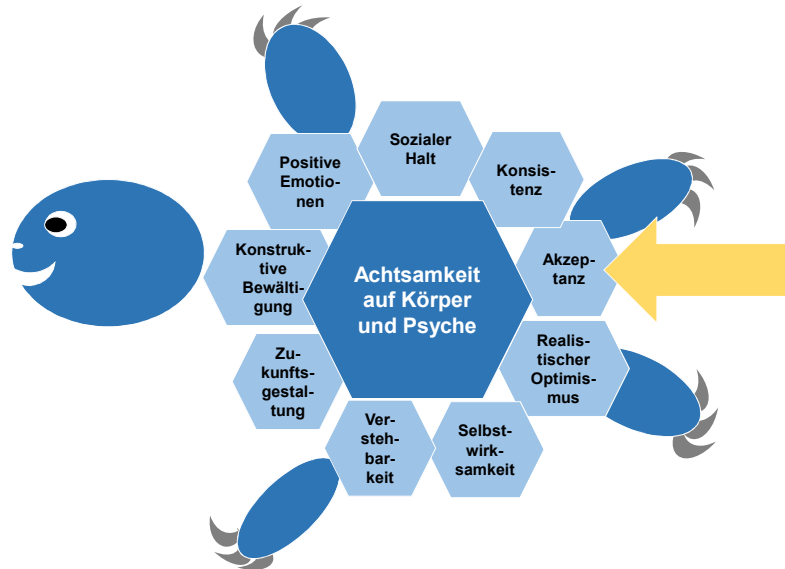 Sozialer
Halt
Positive
Emotio-
nen
Konsis-
tenz
Konstruk-
tive
Bewälti-
gung
Achtsamkeit
auf Körper
und Psyche
Akzep-
tanz
Zu-
kunfts-
gestal-
tung
Realis-
tischer
Optimis-
mus
Ver-
steh-
bar-
keit
Selbst-
wirk-
samkeit